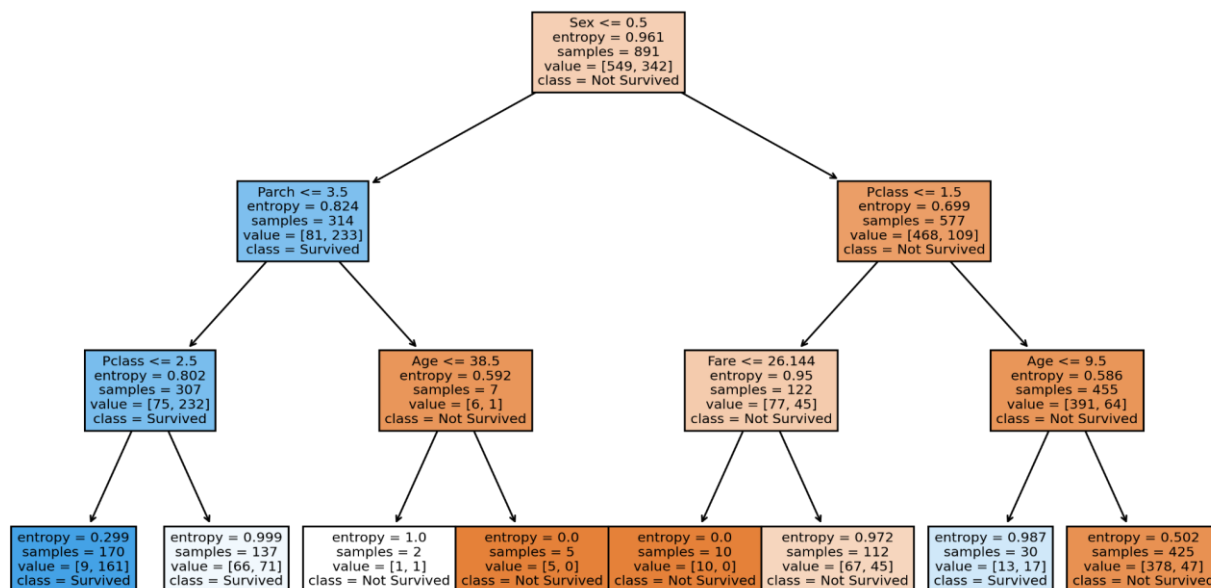 Sex <= 0.5
entropy = 0.961
samples = 891
value = [549, 342]
class = Not Survived
Parch <= 3.5
entropy = 0.824
samples = 314
value = [81, 233]
class = Survived
Pclass <= 1.5
entropy = 0.699
samples = 577
value = [468, 109]
class = Not Survived
Pclass <= 2.5
entropy = 0.802
samples = 307
value = [75, 232]
class = Survived
Age <= 38.5
entropy = 0.592
samples = 7
value = [6, 1]
class = Not Survived
Fare <= 26.144
entropy = 0.95
samples = 122
value = [77, 45]
class = Not Survived
Age <= 9.5
entropy = 0.586
samples = 455
value = [391, 64]
class = Not Survived
entropy = 0.299
samples = 170
value = [9, 161]
class = Survived
entropy = 0.999
samples = 137
value = [66, 71]
class = Survived
entropy = 1.0
samples = 2
value = [1, 1]
class = Not Survived
entropy = 0.0
samples = 5
value = [5, 0]
class = Not Survived
entropy = 0.0
samples = 10
value = [10, 0]
class = Not Survived
entropy = 0.972
samples = 112
value = [67, 45]
class = Not Survived
entropy = 0.987
samples = 30
value = [13, 17]
class = Survived
entropy = 0.502
samples = 425
value = [378, 47]
class = Not Survived